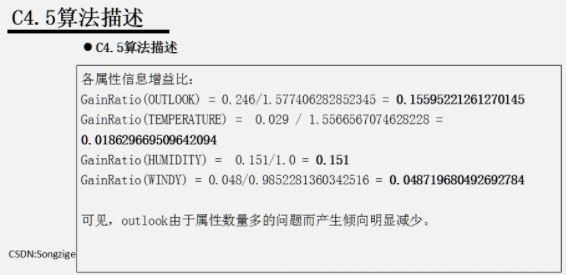 C4.5算法描述
● C4.5算法描述
各属性信息增益比：
GainRatio(OUTLOOK) = 0.246/1.577406282852345 = 0.15595221261270145
GainRatio(TEMPERATURE) =  0.029 / 1.5566567074628228 =
0.018629669509642094
GainRatio(HUMIDITY) =  0.151/1.0 = 0.151
GainRatio(WINDY) = 0.048/0.9852281360342516 = 0.048719680492692784
可见，outlook由于属性数量多的问题而产生倾向明显减少。
CSDN:Songzige